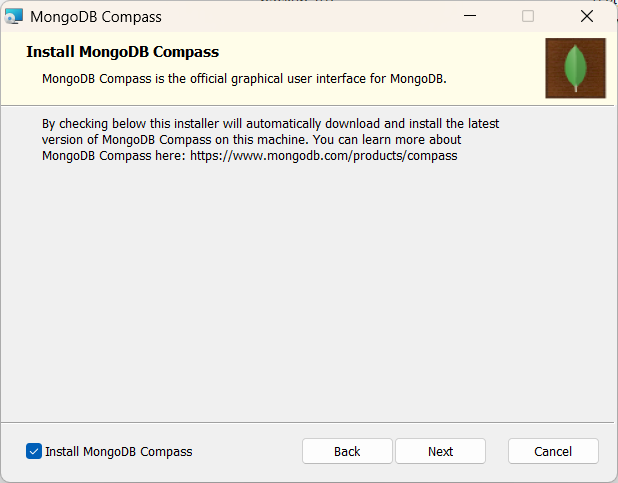 MongoDB Compass
Install MongoDB Compass
MongoDB Compass is the official graphical user interface for MongoDB.
By checking below this installer will automatically download and install the latest
version of MongoDB Compass on this machine. You can learn more about
MongoDB Compass here: https://www.mongodb.com/products/compass
Install MongoDB Compass
Back
Next
Cancel